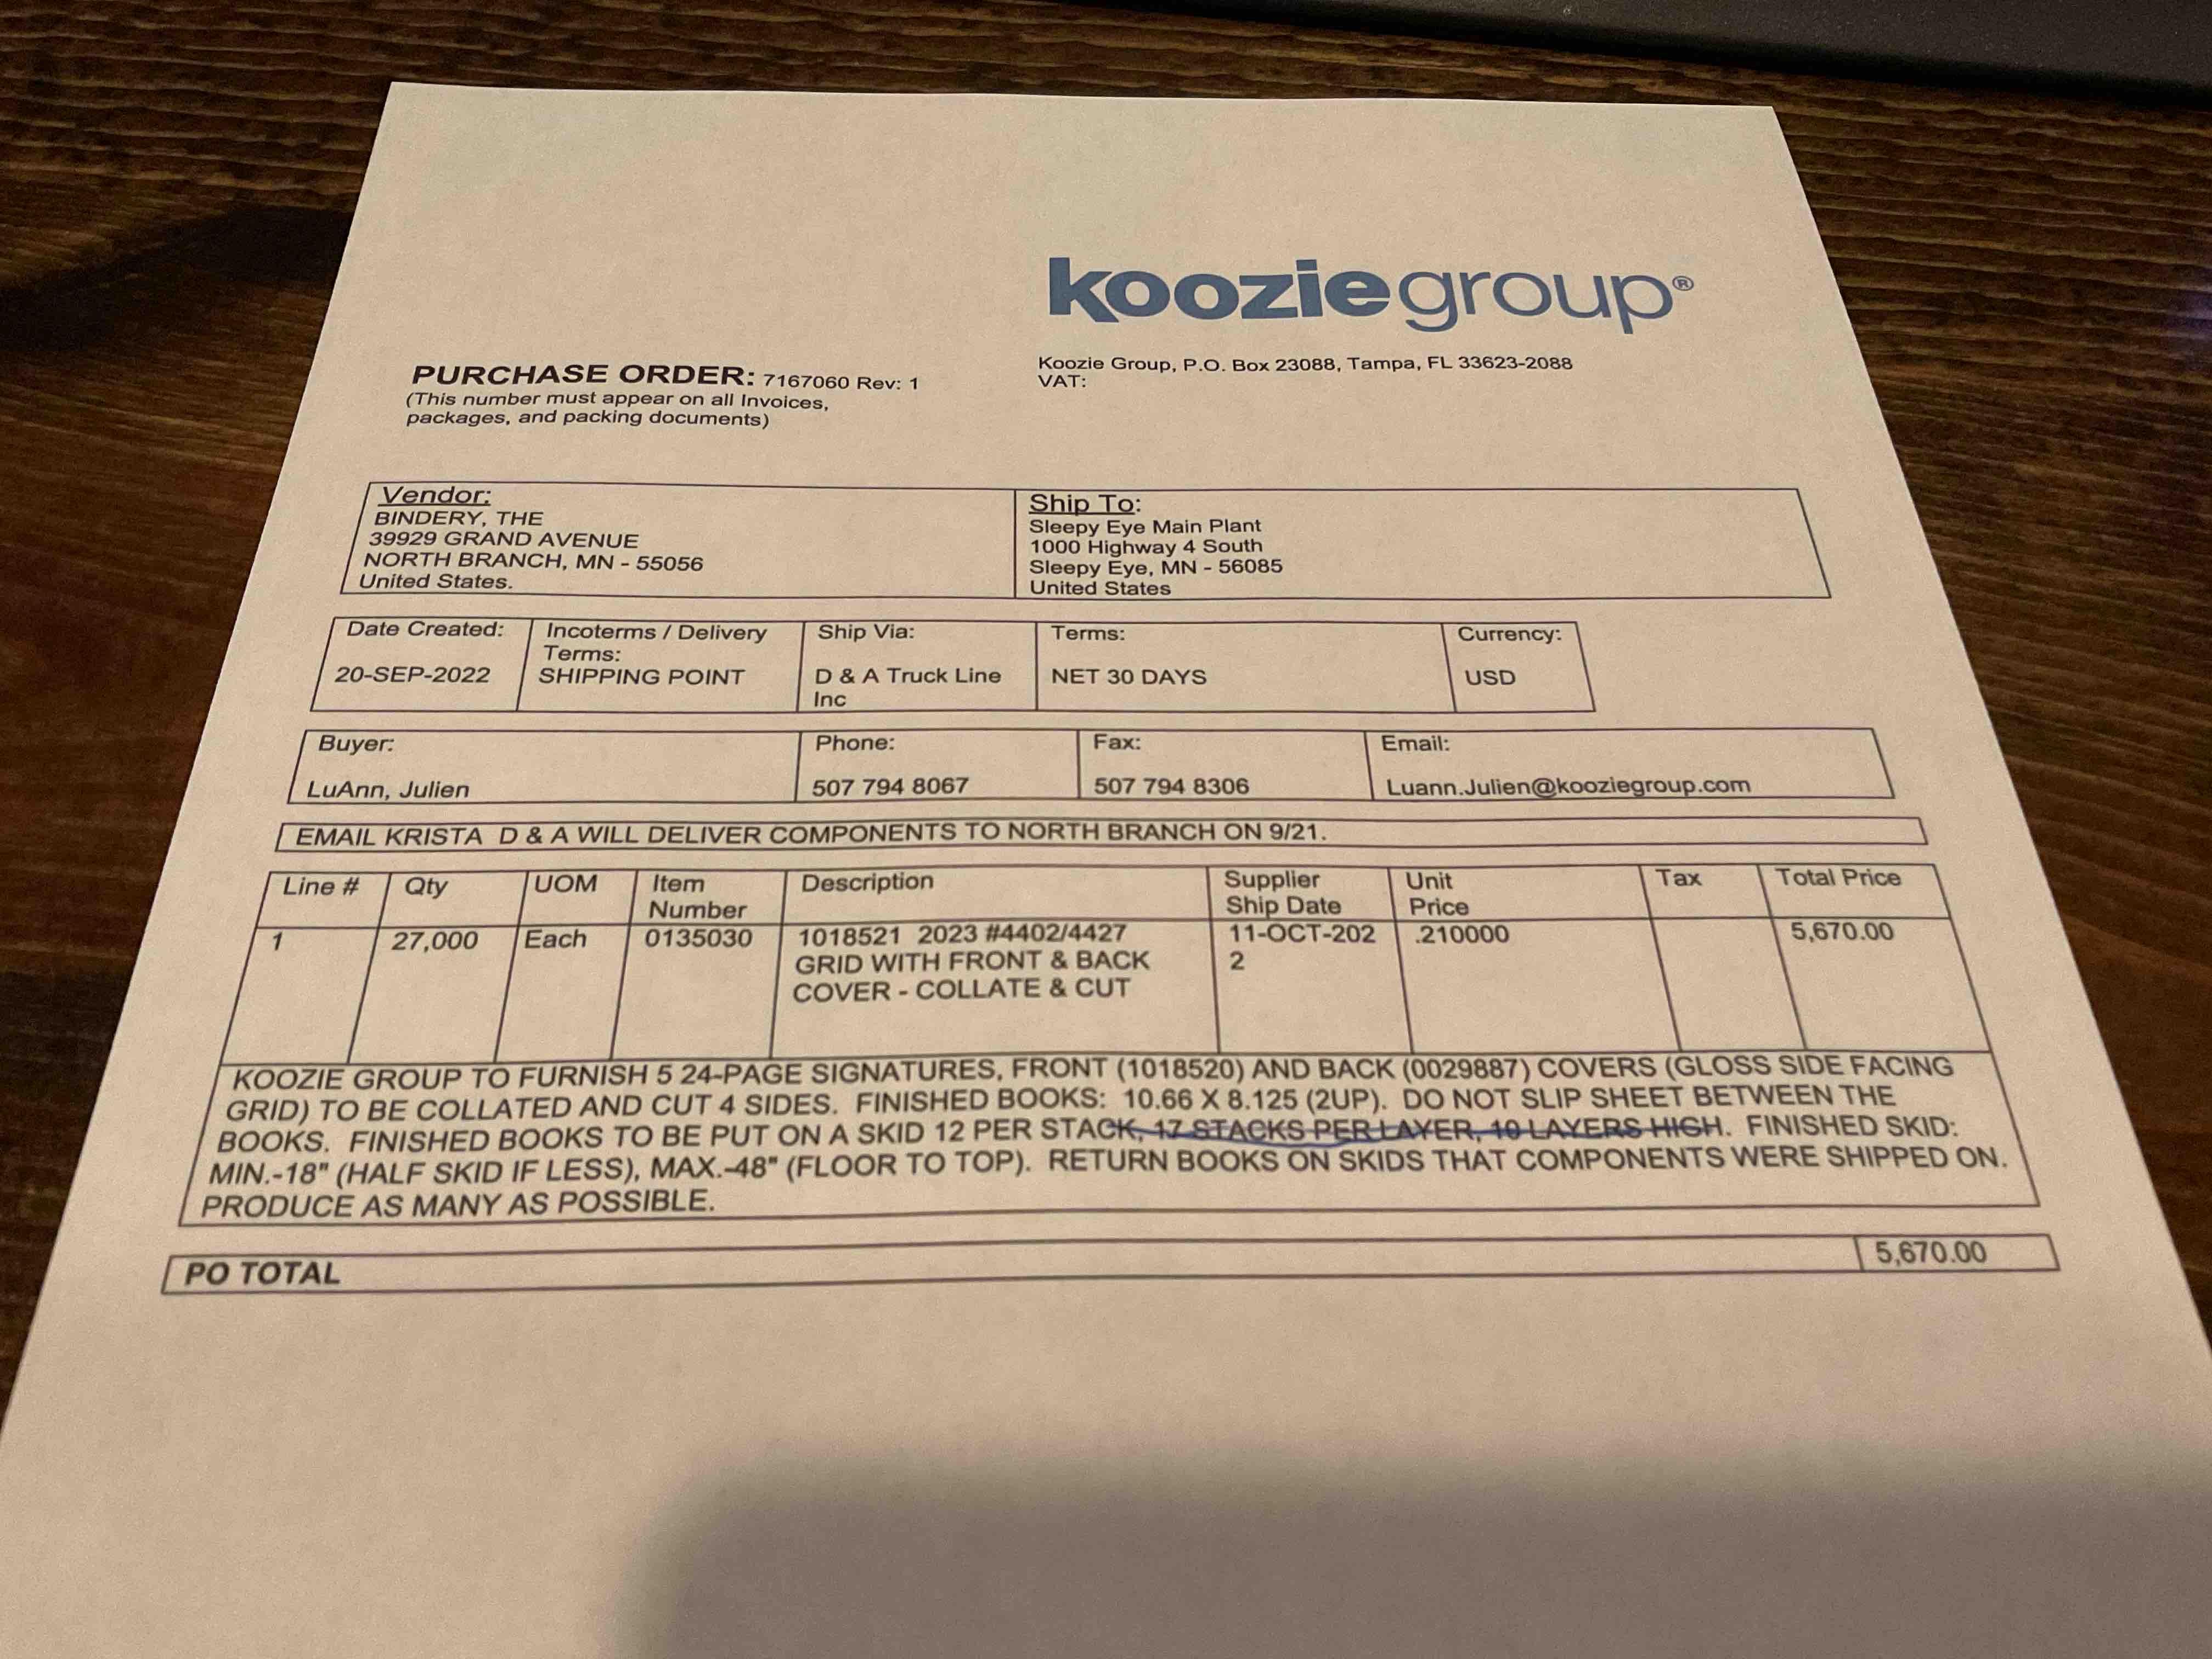 kooziegroup®
PURCHASE ORDER: 7167060 Rev: 1
(This number must appear on all Invoices,
packages, and packing documents)
Koozie Group, P.O. Box 23088, Tampa, FL 33623-2088
VAT:
Vendor:
BINDERY, THE
39929 GRAND AVENUE
NORTH BRANCH, MN - 55056
United States.
Ship To:
Sleepy Eye Main Plant
1000 Highway 4 South
Sleepy Eye, MN - 56085
United States
Date Created:
20-SEP-2022
Incoterms / Delivery
Terms:
SHIPPING POINT
Ship Via:
D & A Truck Line
Inc
Terms:
NET 30 DAYS
Currency:
USD
Buyer:
LuAnn, Julien
Phone:
507 794 8067
Fax:
507 794 8306
Email:
Luann.Julien@kooziegroup.com
EMAIL KRISTA D & A WILL DELIVER COMPONENTS TO NORTH BRANCH ON 9/21.
Line #
Qty
UOM
Item
Number
Description
Supplier
Ship Date
Unit
Price
Tax
Total Price
1
27,000
Each
0135030
1018521 2023 #4402/4427
GRID WITH FRONT & BACK
COVER - COLLATE & CUT
11-OCT-202
2
.210000
5,670.00
KOOZIE GROUP TO FURNISH 5 24-PAGE SIGNATURES, FRONT (1018520) AND BACK (0029887) COVERS (GLOSS SIDE FACING
GRID) TO BE COLLATED AND CUT 4 SIDES. FINISHED BOOKS: 10.66 X 8.125 (2UP). DO NOT SLIP SHEET BETWEEN THE
BOOKS. FINISHED BOOKS TO BE PUT ON A SKID 12 PER STACK, 17 STACKS PER LAYER, 10 LAYERS HIGH. FINISHED SKID:
MIN.-18" (HALF SKID IF LESS), MAX.-48" (FLOOR TO TOP). RETURN BOOKS ON SKIDS THAT COMPONENTS WERE SHIPPED ON.
PRODUCE AS MANY AS POSSIBLE.
PO TOTAL
5,670.00